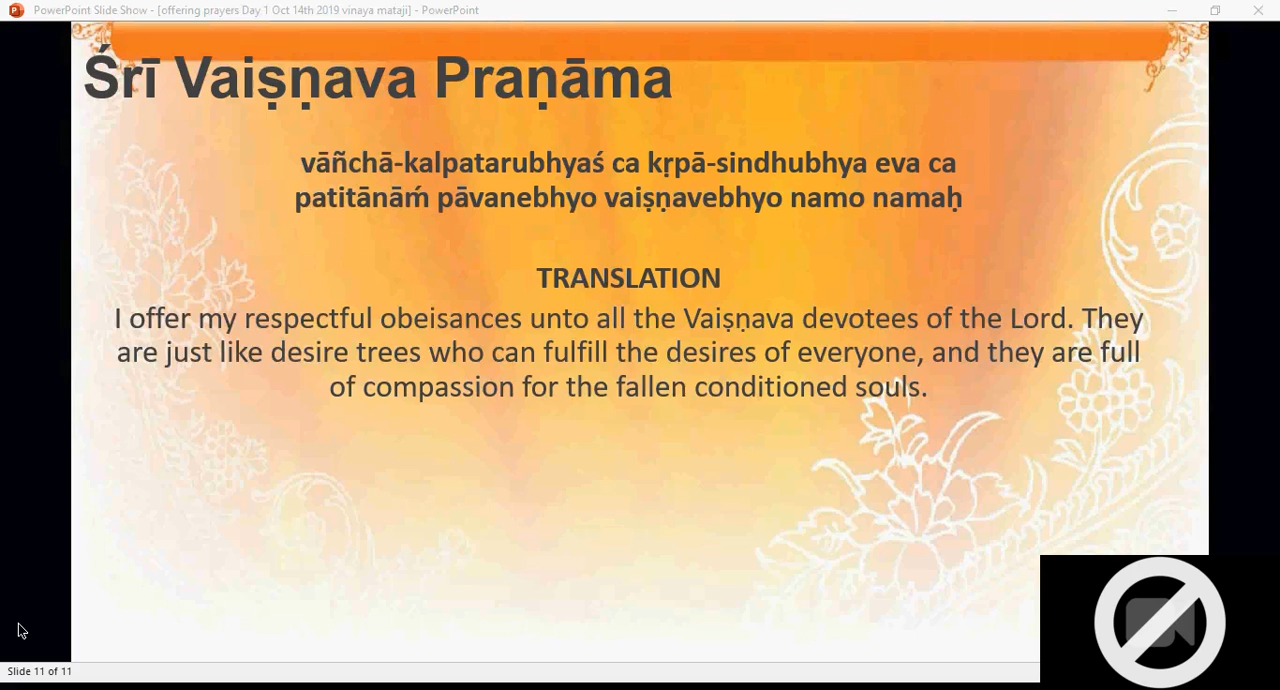 PowerPoint Slide Show - [offering prayers Day 1 Oct 14th 2019 vinaya mataji] - PowerPoint
Śrī Vaiṣṇava Praṇāma
vāñchā-kalpatarubhyaś ca kṛpā-sindhubhya eva ca
patitānāḿ pāvanebhyo vaiṣṇavebhyo namo namaḥ
TRANSLATION
I offer my respectful obeisances unto all the Vaiṣṇava devotees of the Lord. They
are just like desire trees who can fulfill the desires of everyone, and they are full
of compassion for the fallen conditioned souls.
Slide 11 of 11